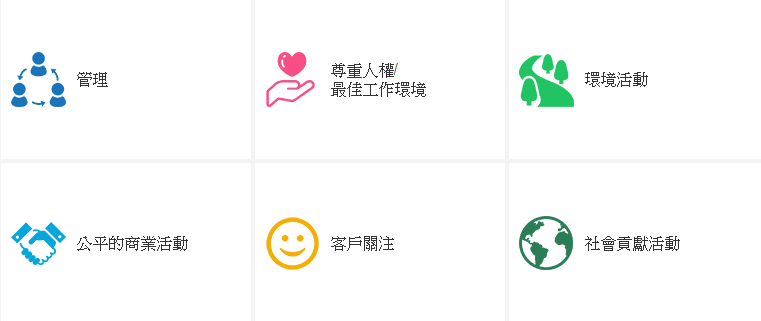 管理
尊重人權/
最佳工作環境
環境活動
公平的商業活動
客戶關注
社會貢獻活動